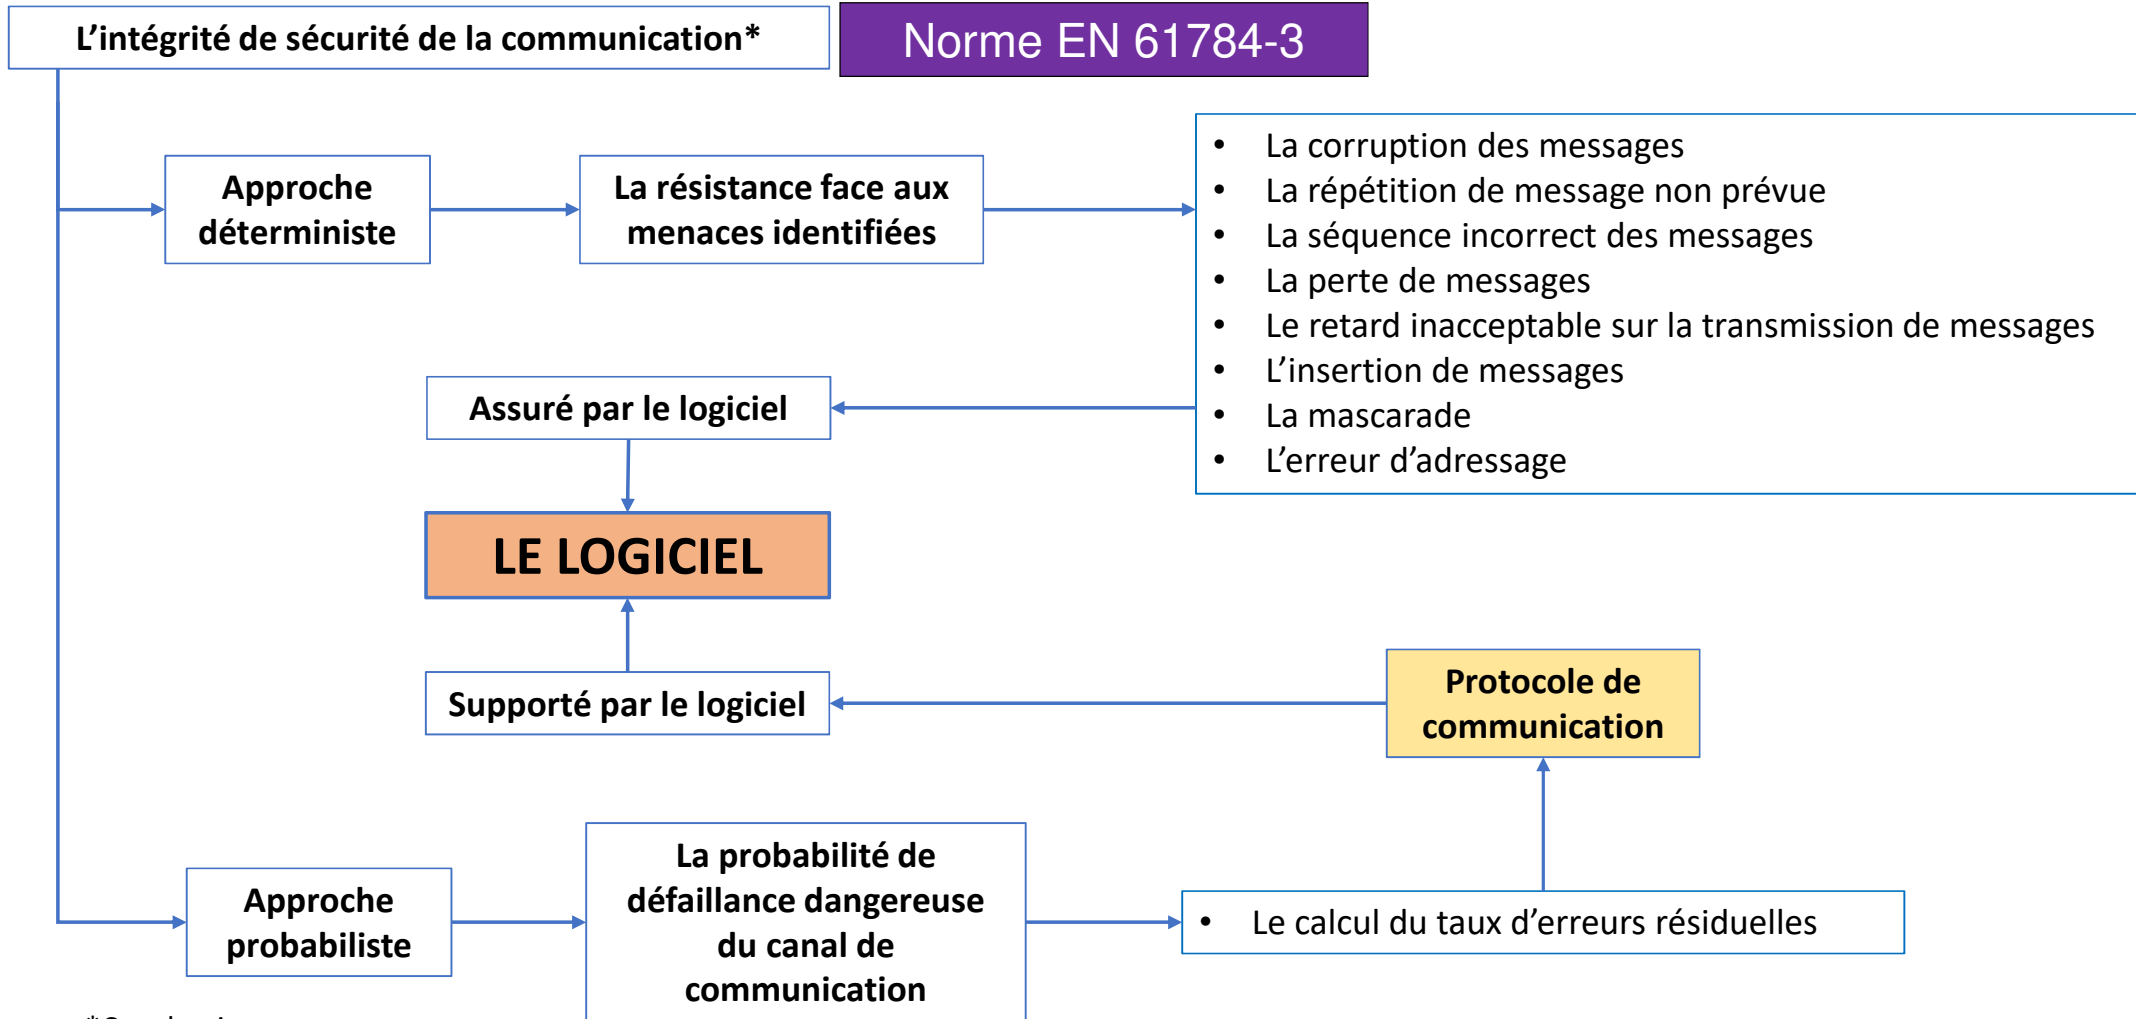 L'intégrité de sécurité de la communication*
Norme EN 61784-3
Approche
déterministe
La résistance face aux
menaces identifiées
• La corruption des messages
• La répétition de message non prévue
• La séquence incorrect des messages
• La perte de messages
• Le retard inacceptable sur la transmission de messages
• L'insertion de messages
• La mascarade
• L'erreur d'adressage
Assuré par le logiciel
LE LOGICIEL
Supporté par le logiciel
Protocole de
communication
Approche
probabiliste
La probabilité de
défaillance dangereuse
du canal de
communication
• Le calcul du taux d'erreurs résiduelles